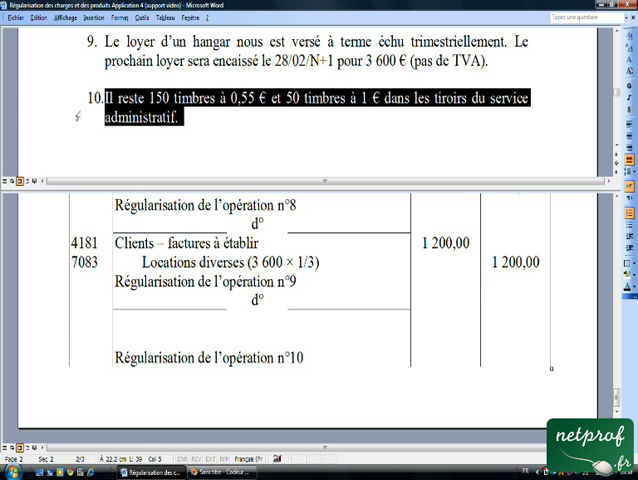 Régularisation des charges et des produits Application 4 (support video) - Microsoft Word
Fichier Edition Affichage Insertion Format Outils Tableau Fenêtre ?
Tapez une question
9. Le loyer d’un hangar nous est versé à terme échu trimestriellement. Le
prochain loyer sera encaissé le 28/02/N+1 pour 3 600 € (pas de TVA).
10. Il reste 150 timbres à 0,55 € et 50 timbres à 1 € dans les tiroirs du service
administratif.
Régularisation de l’opération n°8
d°
4181 Clients – factures à établir 1 200,00
7083 Locations diverses (3 600 × 1/3) 1 200,00
Régularisation de l’opération n°9
d°
Régularisation de l’opération n°10
Page 2 Sec 2 2/3 À 22,2 cm Li 39 Col 5 ENR REV EXT RFP Français (Fr
Régularisation des c... Sans titre - Codeur ... FR
netprof
.fr